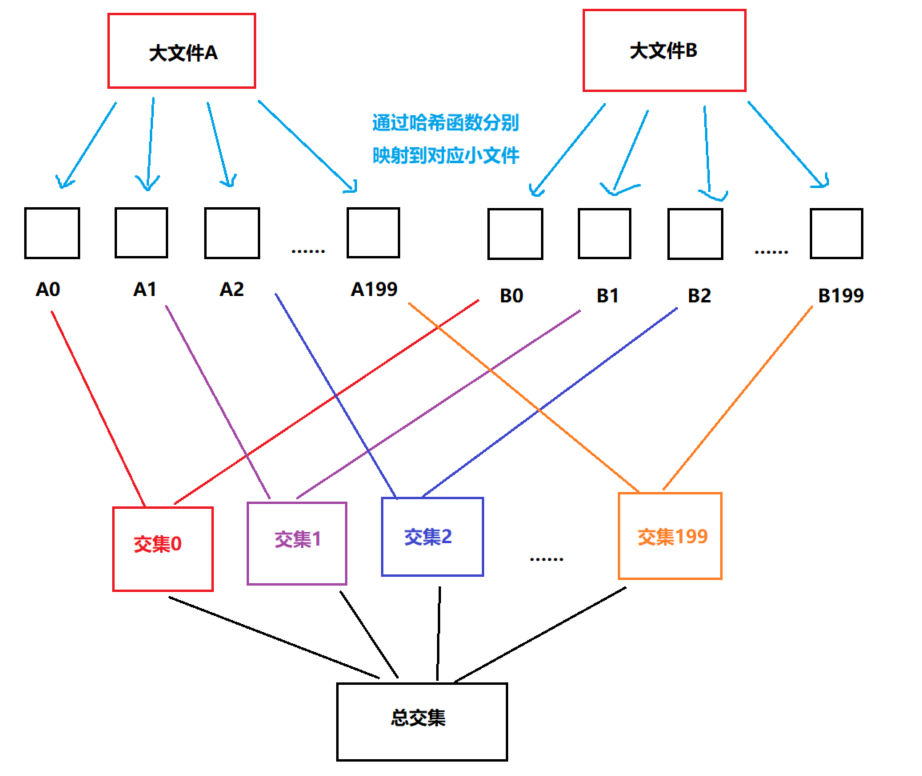 大文件A
大文件B
通过哈希函数分别
映射到对应小文件
......
......
A0
A1
A2
A199
B0
B1
B2
B199
交集0
交集1
交集2
......
交集199
总交集